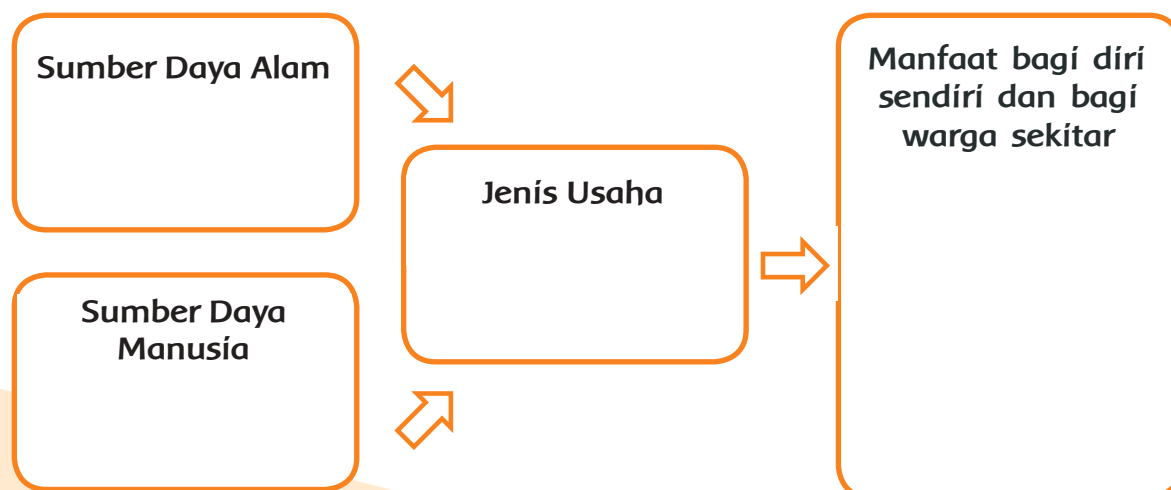 Sumber Daya Alam
Sumber Daya
Manusia
Jenis Usaha
Manfaat bagi diri
sendiri dan bagi
warga sekitar